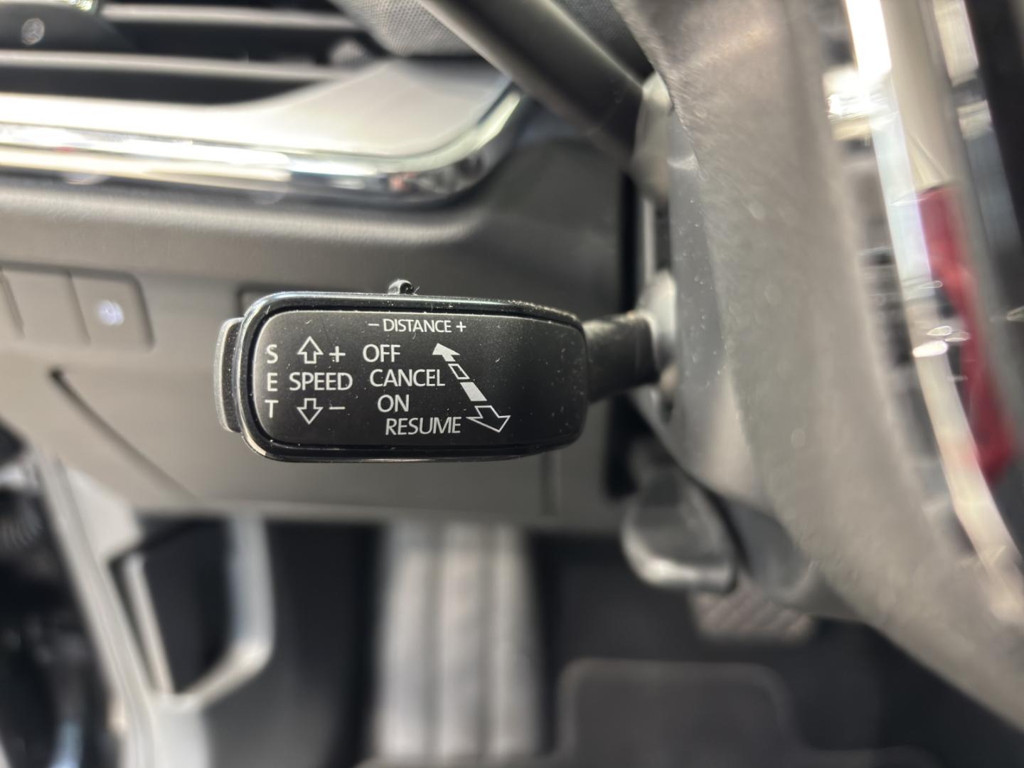 - DISTANCE +
S + OFF
E SPEED CANCEL
T - ON
RESUME